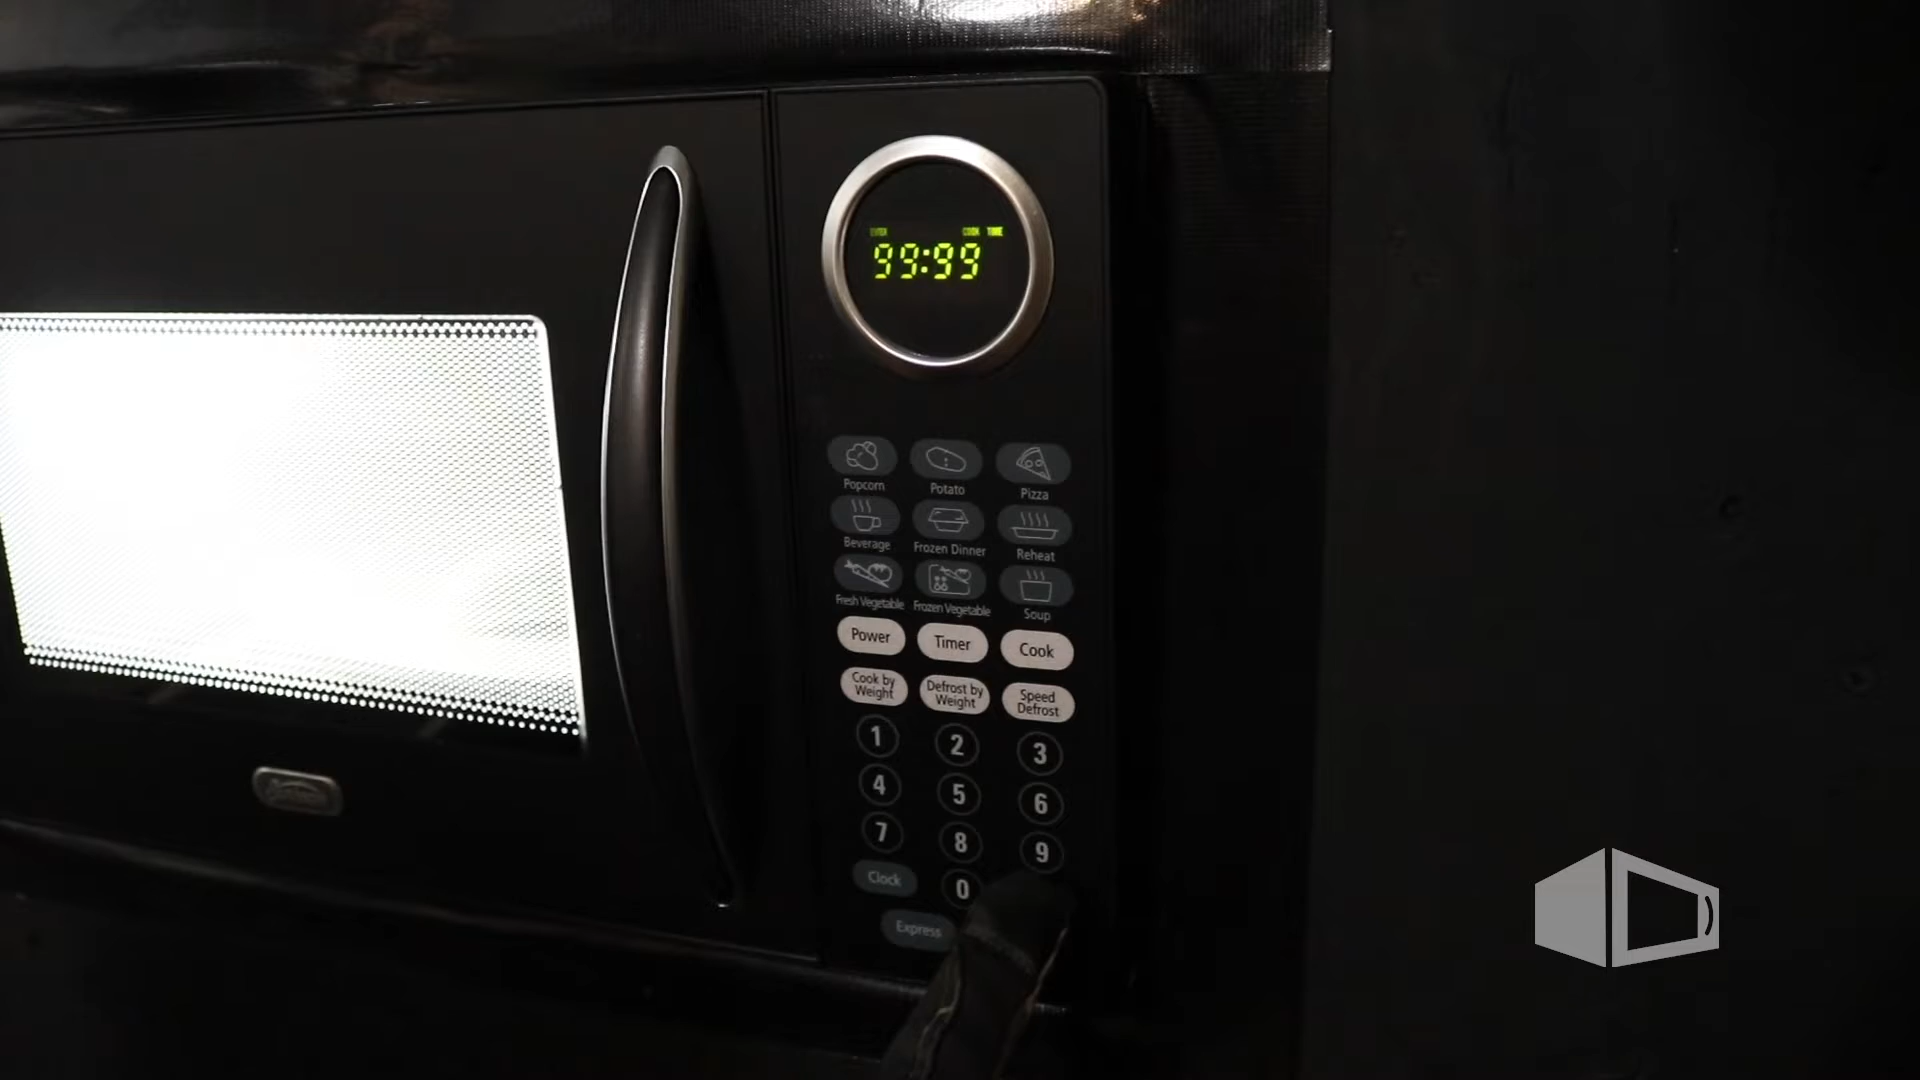 ENTER COOK TIME
99:99
Popcorn Potato Pizza
Beverage Frozen Dinner Reheat
Fresh Vegetable Frozen Vegetable Soup
Power Timer Cook
Cook by Weight Defrost by Weight Speed Defrost
1 2 3
4 5 6
7 8 9
Clock 0
Express